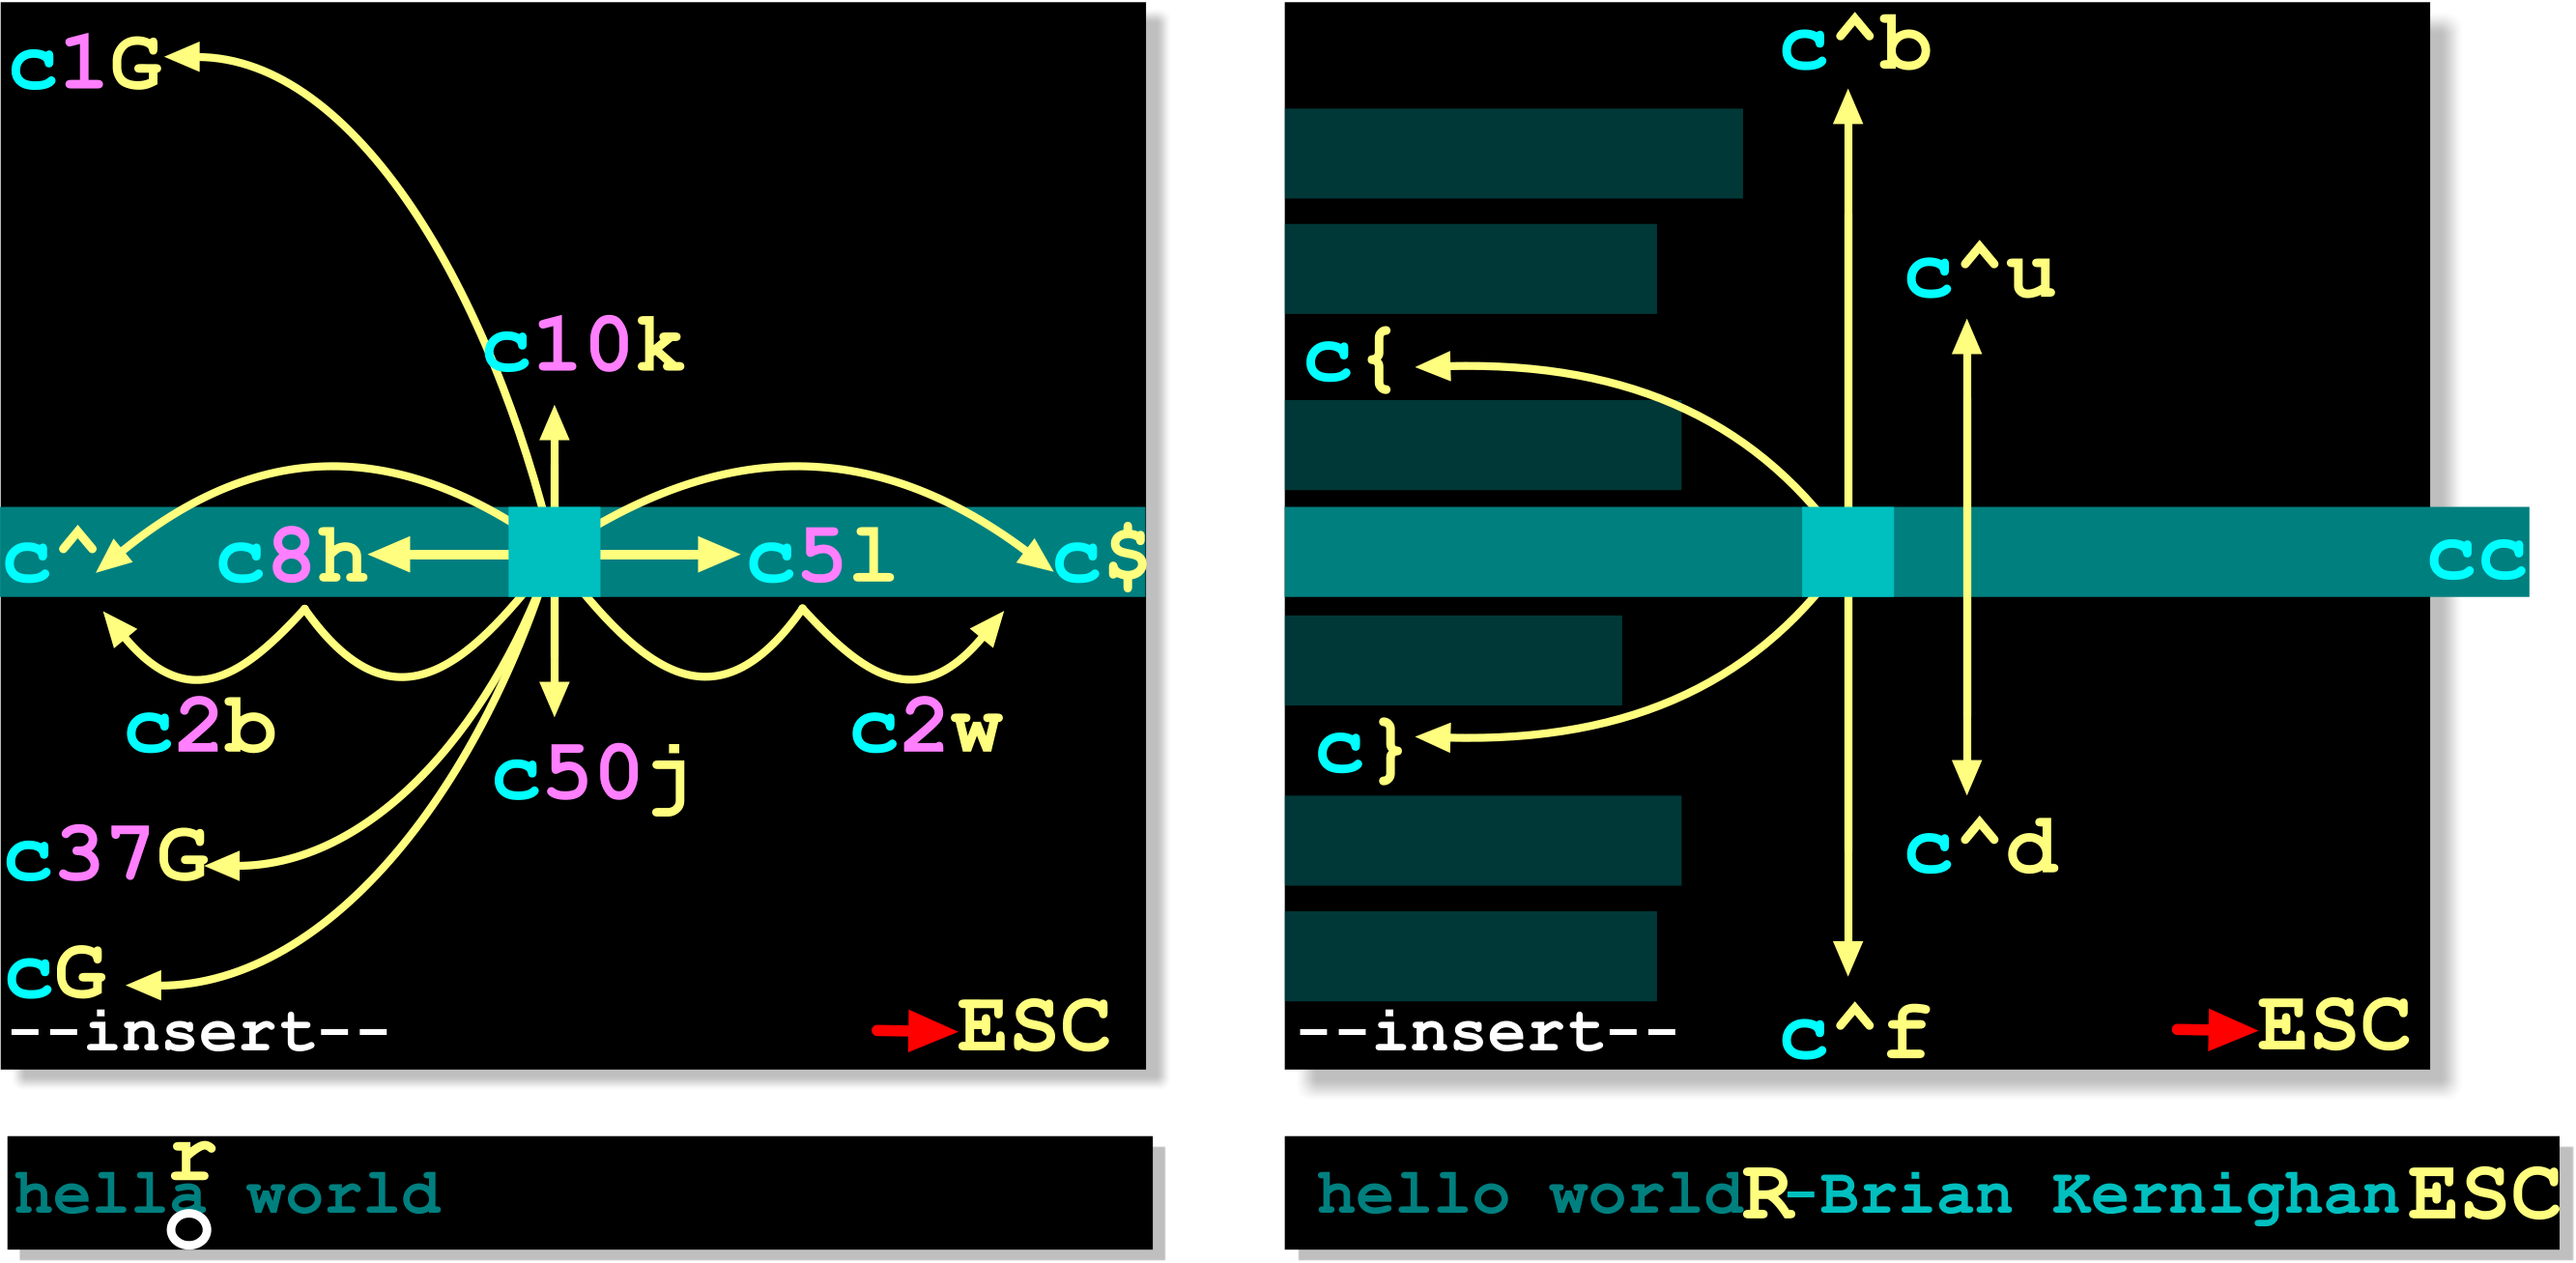 c1G
c10k
c^ c8h c5l c$
c2b c2w
c50j
c37G
cG
--insert-- ESC
c^b
c^u
c{
cc
c}
c^d
--insert-- c^f ESC
r
hella world
o
hello worldR-Brian KernighanESC